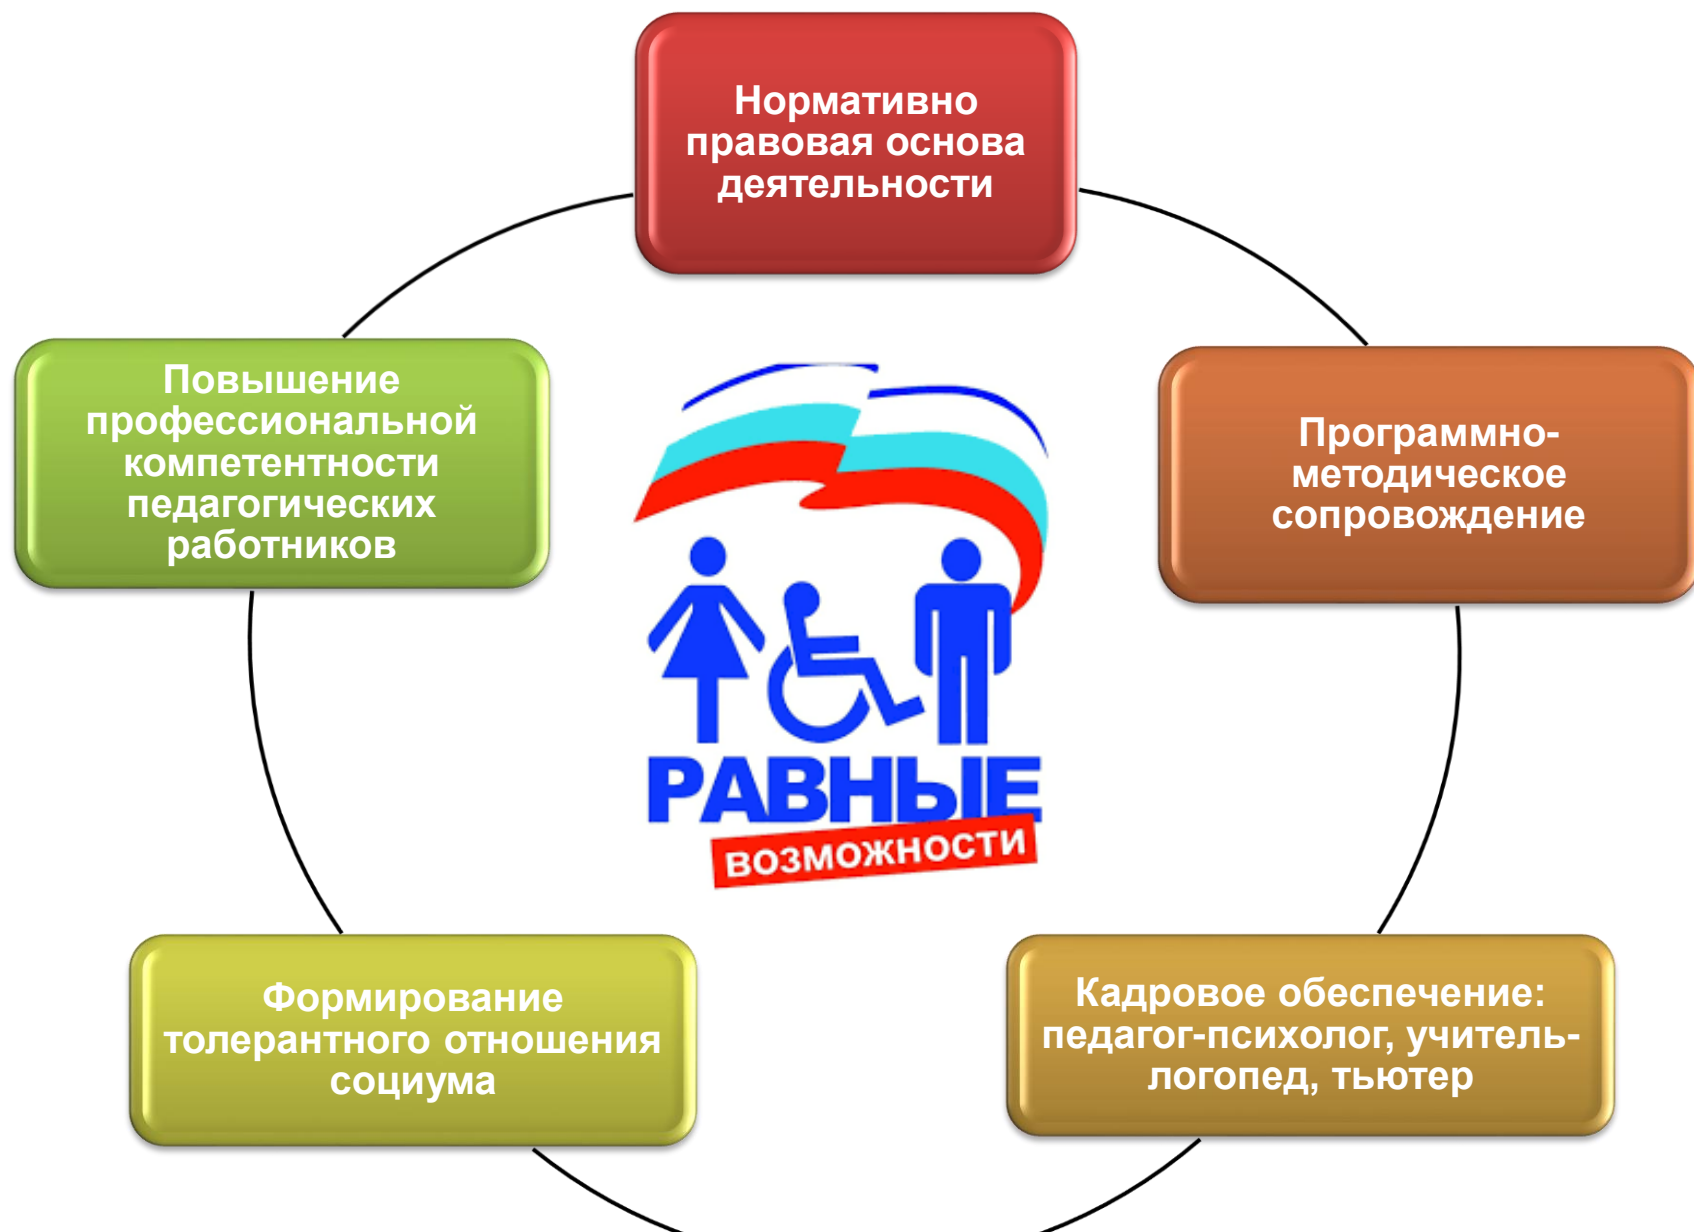 Нормативно
правовая основа
деятельности
Повышение
профессиональной
компетентности
педагогических
работников
Программно-
методическое
сопровождение
РАВНЫЕ
ВОЗМОЖНОСТИ
Формирование
толерантного отношения
социума
Кадровое обеспечение:
педагог-психолог, учитель-
логопед, тьютер